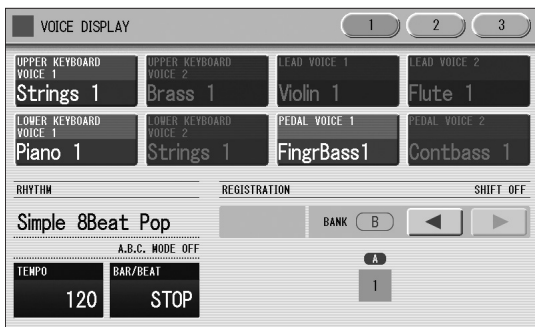 VOICE DISPLAY
1 2 3
UPPER KEYBOARD VOICE 1
Strings 1
UPPER KEYBOARD VOICE 2
Brass 1
LEAD VOICE 1
Violin 1
LEAD VOICE 2
Flute 1
LOWER KEYBOARD VOICE 1
Piano 1
LOWER KEYBOARD VOICE 2
Strings 1
PEDAL VOICE 1
FingrBass1
PEDAL VOICE 2
Contbass 1
RHYTHM
REGISTRATION
SHIFT OFF
Simple 8Beat Pop
BANK B
A.B.C. MODE OFF
TEMPO
120
BAR/BEAT
STOP
A
1